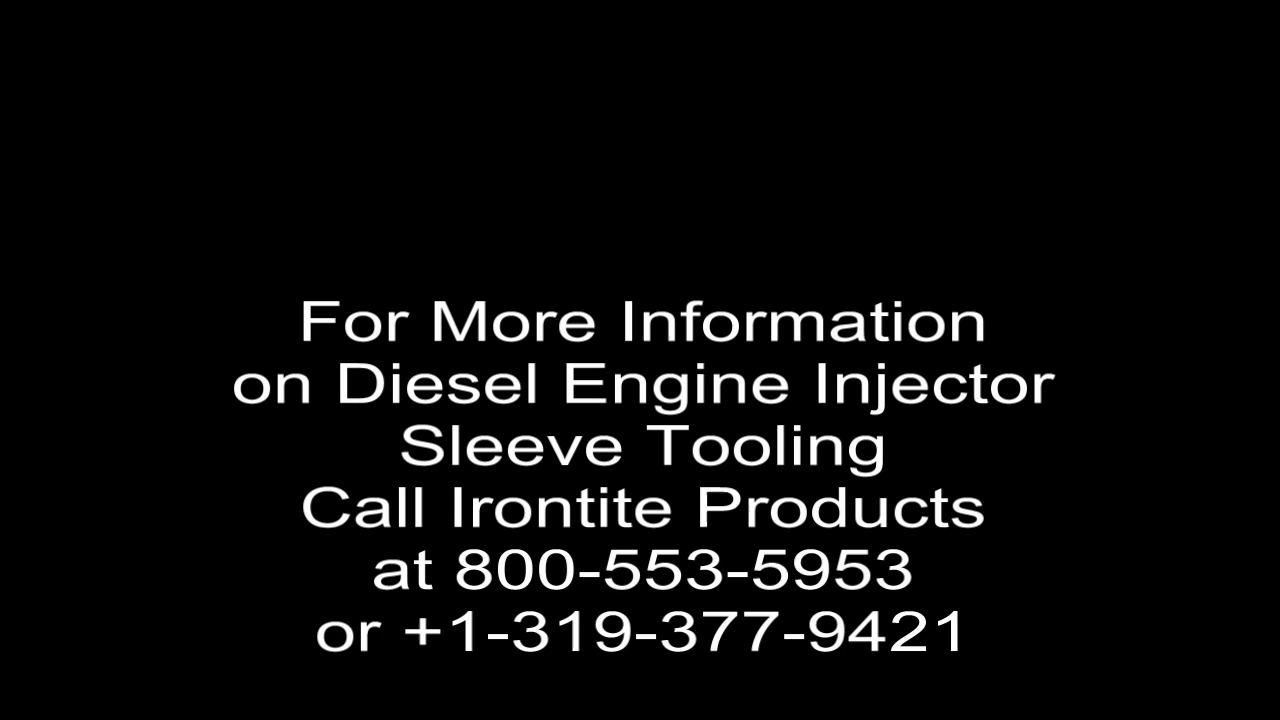 For More Information
on Diesel Engine Injector
Sleeve Tooling
Call Irontite Products
at 800-553-5953
or +1-319-377-9421